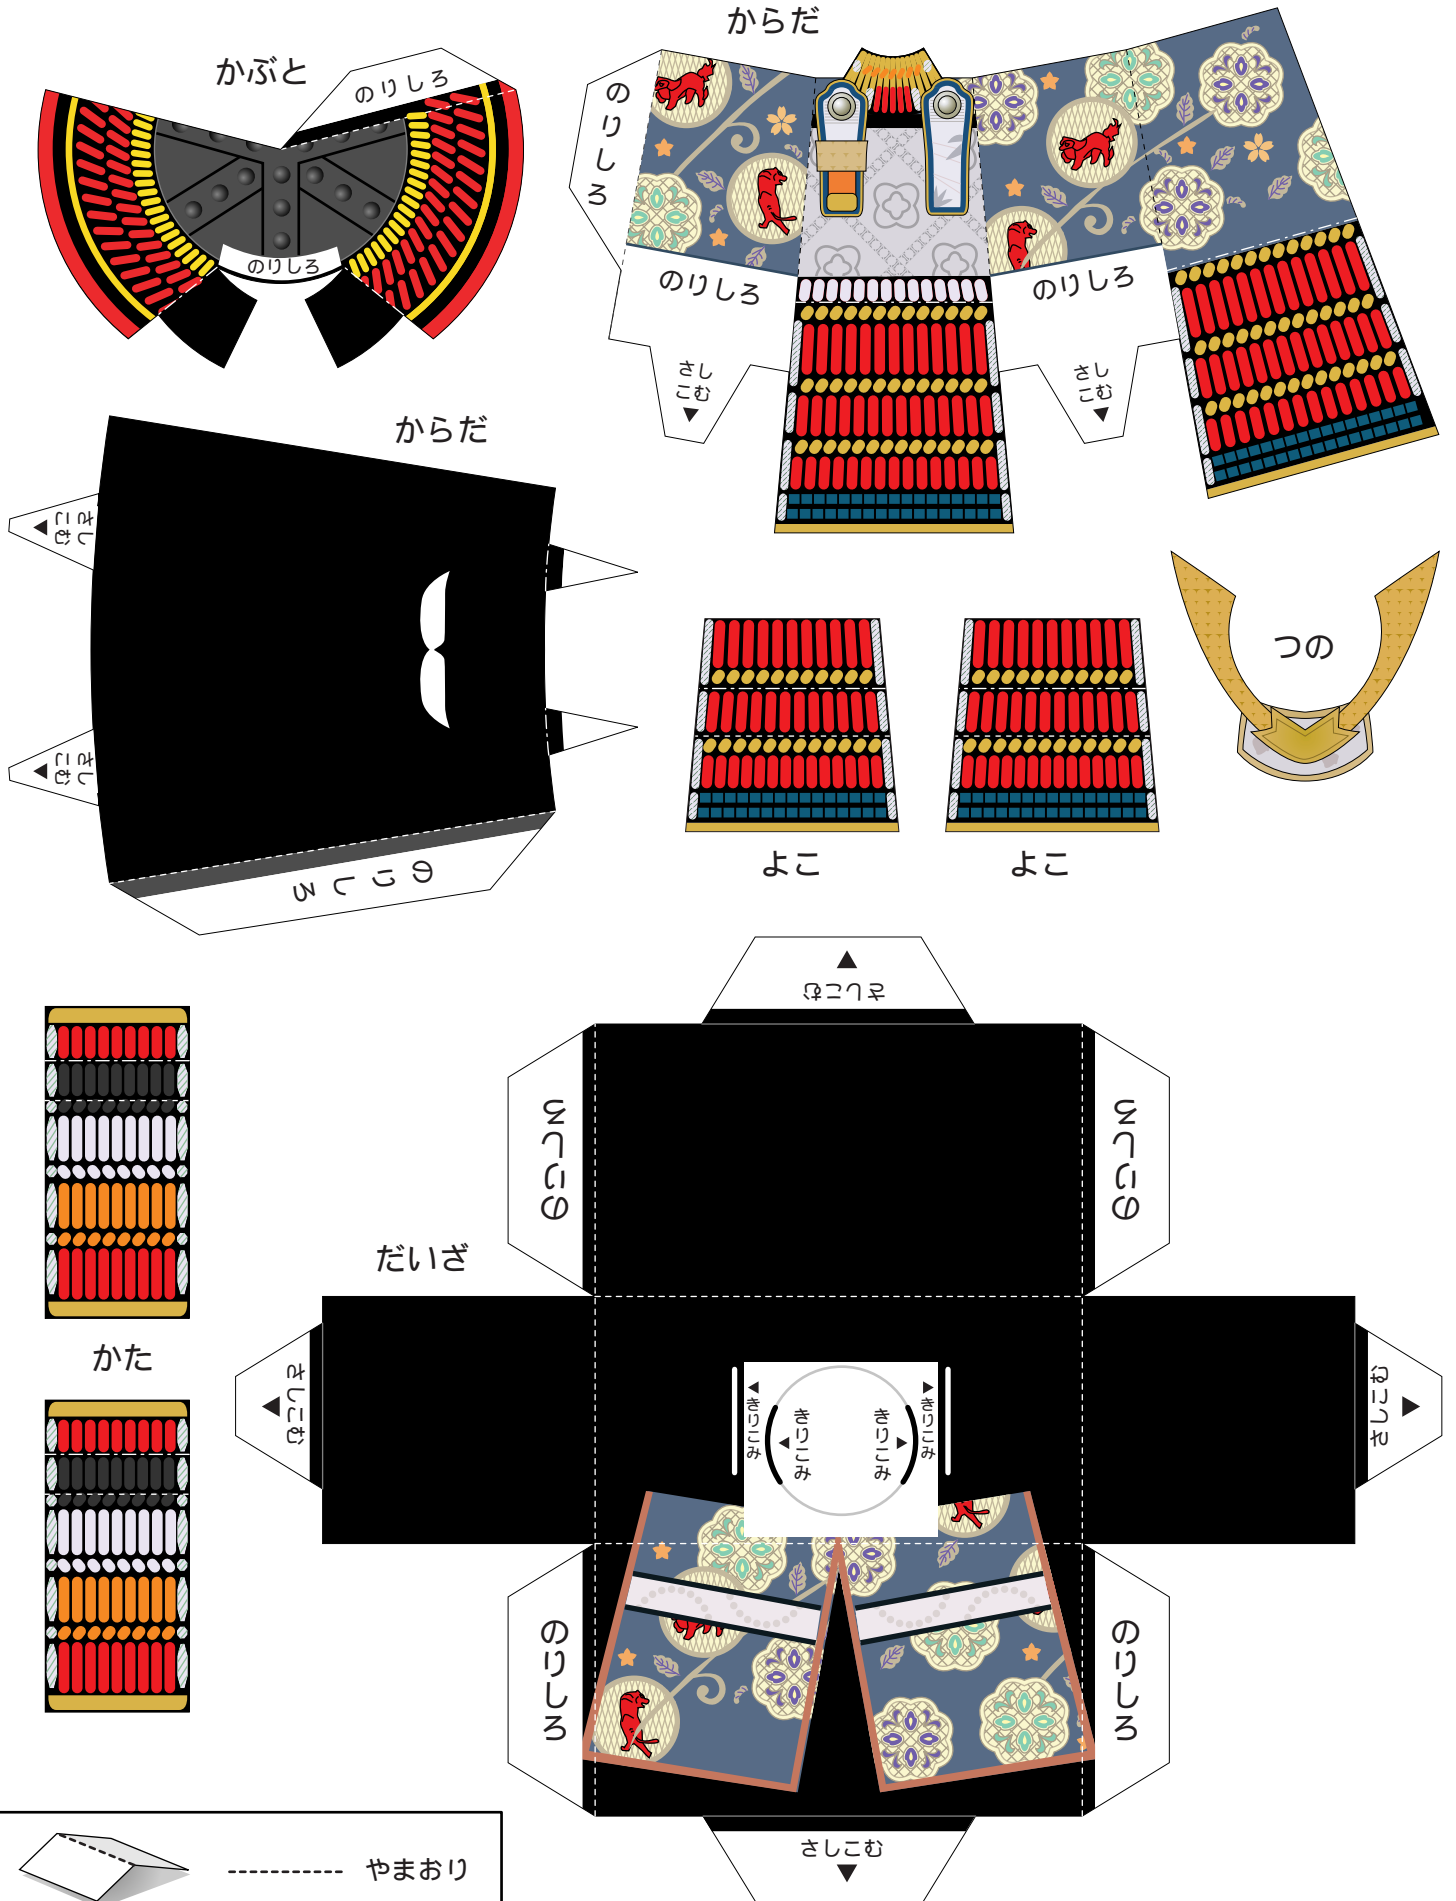 からだ
かぶと
のりしろ
のりしろ
のりしろ
のりしろ
のりしろ
さし
こむ
さし
こむ
からだ
さし
こむ
さし
こむ
のりしろ
つの
よこ
よこ
さしこむ
のりしろ
のりしろ
だいざ
かた
さしこむ
さしこむ
きりこみ
きりこみ
きりこみ
きりこみ
のりしろ
のりしろ
さしこむ
やまおり